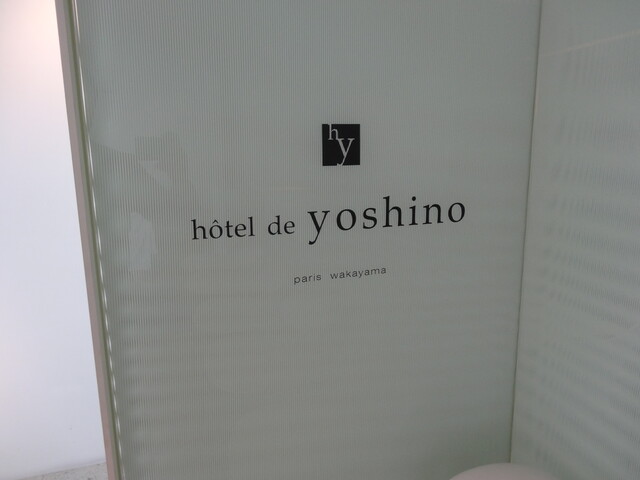 hy
hôtel de yoshino
paris wakayama